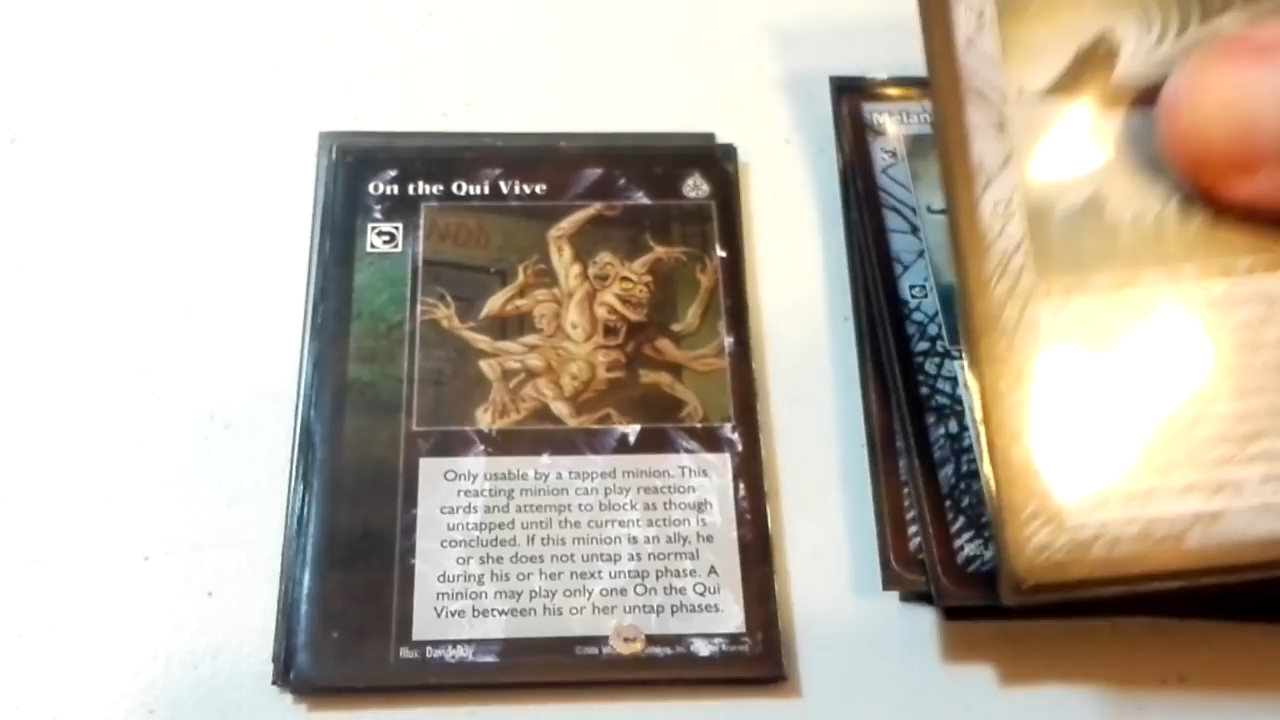 On the Qui Vive
Only usable by a tapped minion. This
reacting minion can play reaction
cards and attempt to block as though
untapped until the current action is
concluded. If this minion is an ally, he
or she does not untap as normal
during his or her next untap phase. A
minion may play only one On the Qui
Vive between his or her untap phases.
Illus:
Melan